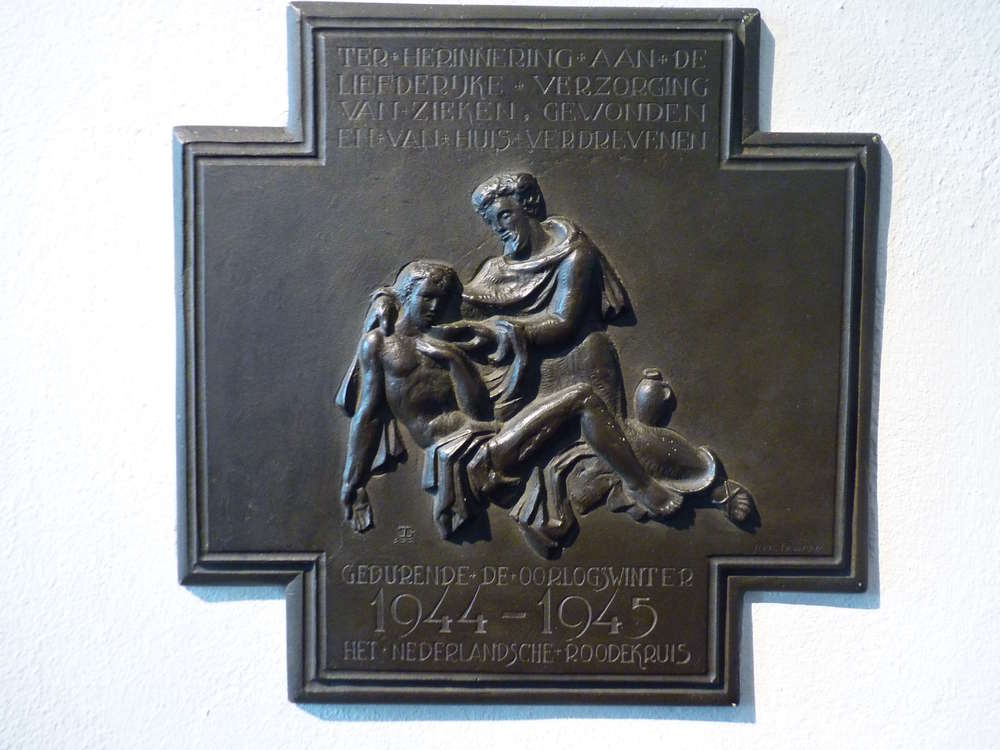 TER HERINNERING AAN DE
LIEFDERIJKE VERZORGING
VAN ZIEKEN, GEWONDEN
EN VAN HUIS VERDREVENEN
GEDURENDE DE OORLOGSWINTER
1944-1945
HET NEDERLANDSCHE ROODEKRUIS